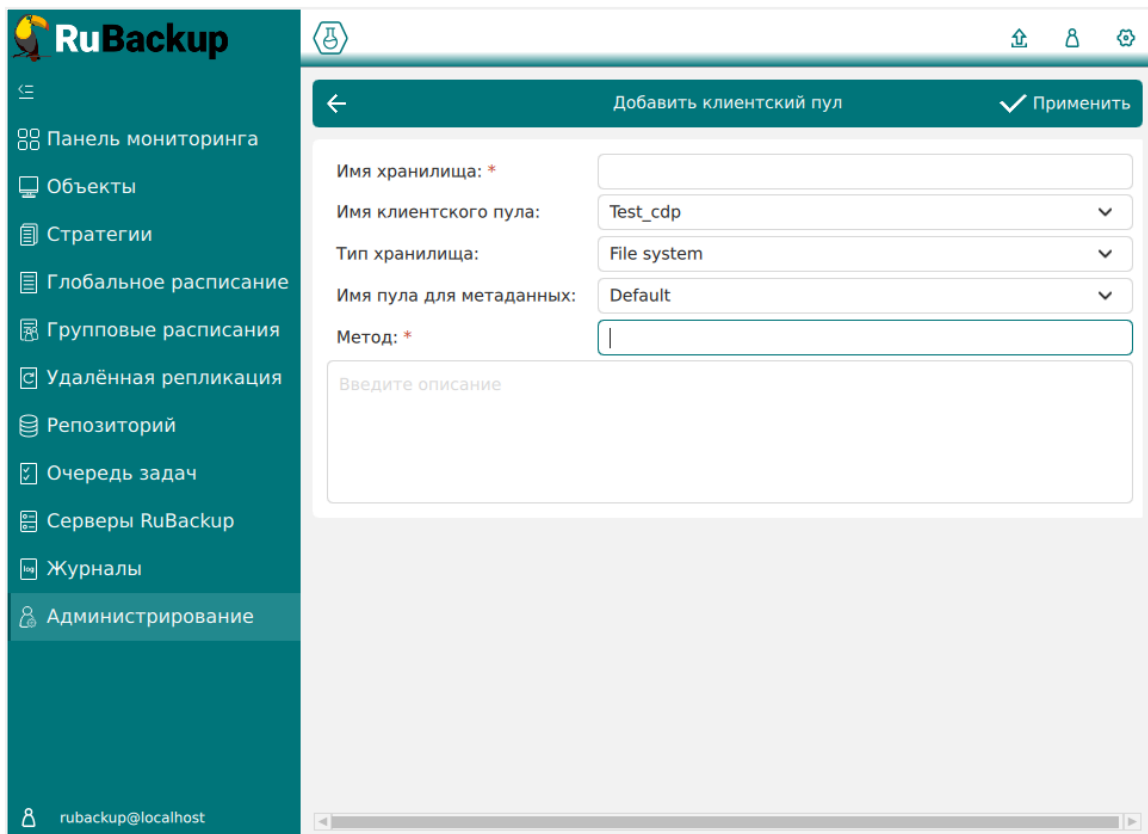 RuBackup
Панель мониторинга
Объекты
Стратегии
Глобальное расписание
Групповые расписания
Удалённая репликация
Репозиторий
Очередь задач
Серверы RuBackup
log Журналы
Администрирование
rubackup@localhost
Добавить клиентский пул
Применить
Имя хранилища: *
Имя клиентского пула: Test_cdp
Тип хранилища: File system
Имя пула для метаданных: Default
Метод: *
Введите описание